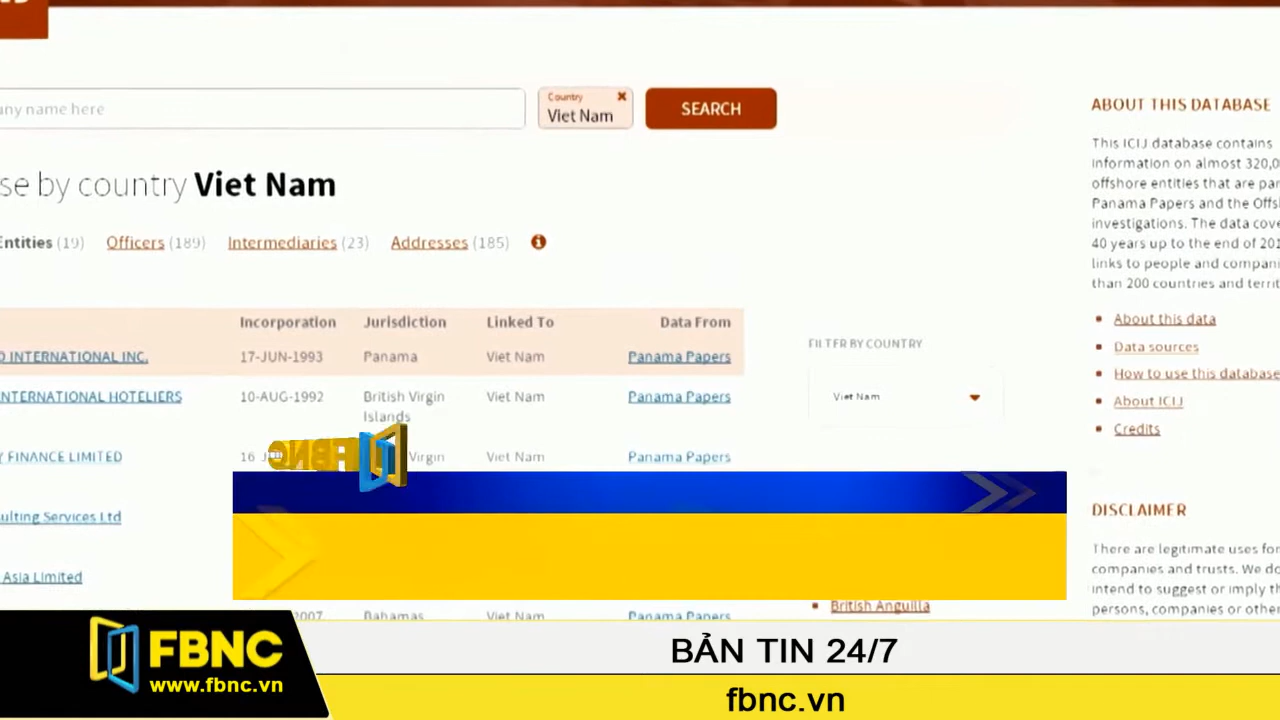 any name here
Country
Viet Nam
SEARCH
se by country Viet Nam
Entities (19) Officers (189) Intermediaries (23) Addresses (185)
Incorporation Jurisdiction Linked To Data From
INTERNATIONAL INC. 17-JUN-1993 Panama Viet Nam Panama Papers
INTERNATIONAL HOTELIERS 10-AUG-1992 British Virgin Islands Viet Nam Panama Papers
FINANCE LIMITED 16 Virgin Viet Nam Panama Papers
ulting Services Ltd
Asia Limited
2007 Bahamas Viet Nam Panama Papers
FILTER BY COUNTRY
Viet Nam
British Anguilla
ABOUT THIS DATABASE
This ICIJ database contains
information on almost 320,0
offshore entities that are par
Panama Papers and the Offs
investigations. The data cove
40 years up to the end of 201
links to people and compani
than 200 countries and territ
About this data
Data sources
How to use this database
About ICIJ
Credits
DISCLAIMER
There are legitimate uses for
companies and trusts. We do
intend to suggest or imply th
persons, companies or other
FBNC
FBNC
www.fbnc.vn
BẢN TIN 24/7
fbnc.vn